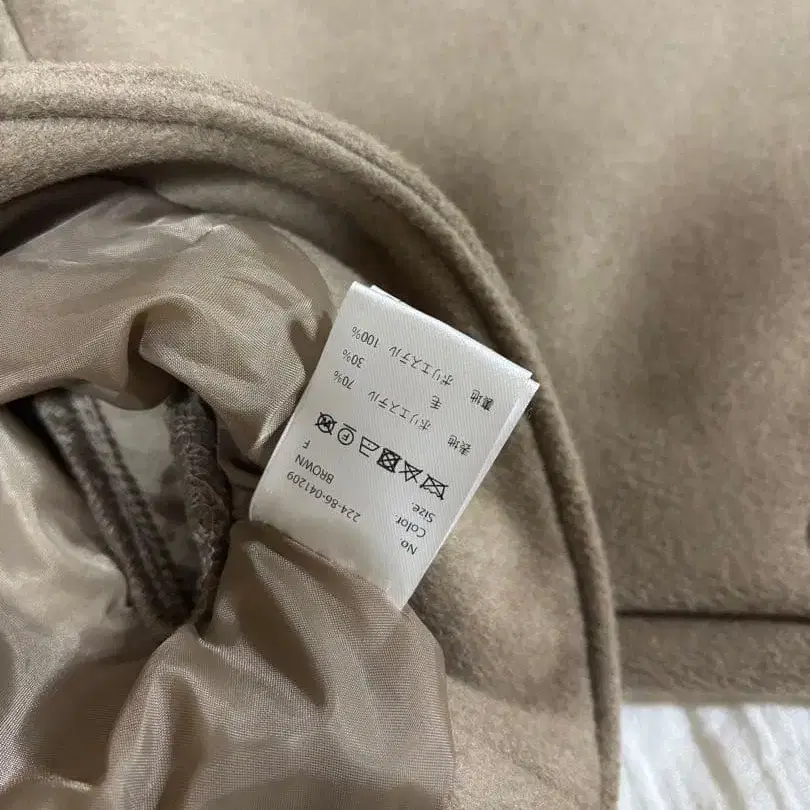 No. 224-86-041209
Color BROWN
Size F
表地 ポリエステル 70%
毛 30%
裏地 ポリエステル 100%